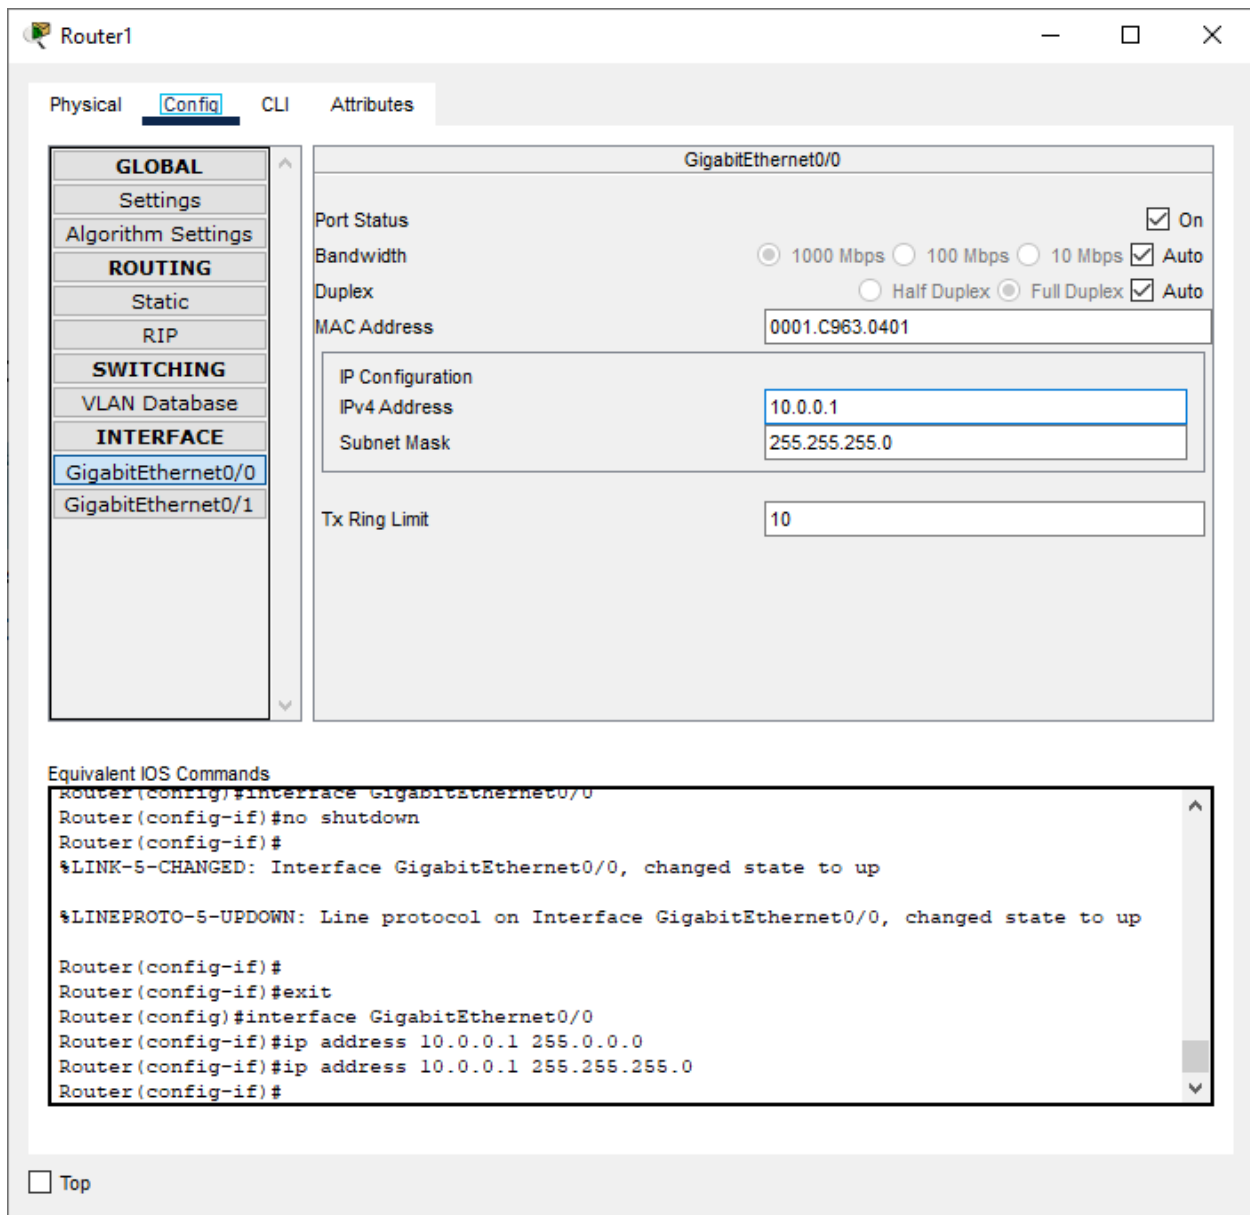 Router1
Physical Config CLI Attributes
GLOBAL
Settings
Algorithm Settings
ROUTING
Static
RIP
SWITCHING
VLAN Database
INTERFACE
GigabitEthernet0/0
GigabitEthernet0/1
GigabitEthernet0/0
Port Status On
Bandwidth 1000 Mbps 100 Mbps 10 Mbps Auto
Duplex Half Duplex Full Duplex Auto
MAC Address 0001.C963.0401
IP Configuration
IPv4 Address 10.0.0.1
Subnet Mask 255.255.255.0
Tx Ring Limit 10
Equivalent IOS Commands
Router(config)#interface GigabitEthernet0/0
Router(config-if)#no shutdown
Router(config-if)#
%LINK-5-CHANGED: Interface GigabitEthernet0/0, changed state to up
%LINEPROTO-5-UPDOWN: Line protocol on Interface GigabitEthernet0/0, changed state to up
Router(config-if)#
Router(config-if)#exit
Router(config)#interface GigabitEthernet0/0
Router(config-if)#ip address 10.0.0.1 255.0.0.0
Router(config-if)#ip address 10.0.0.1 255.255.255.0
Router(config-if)#
Top